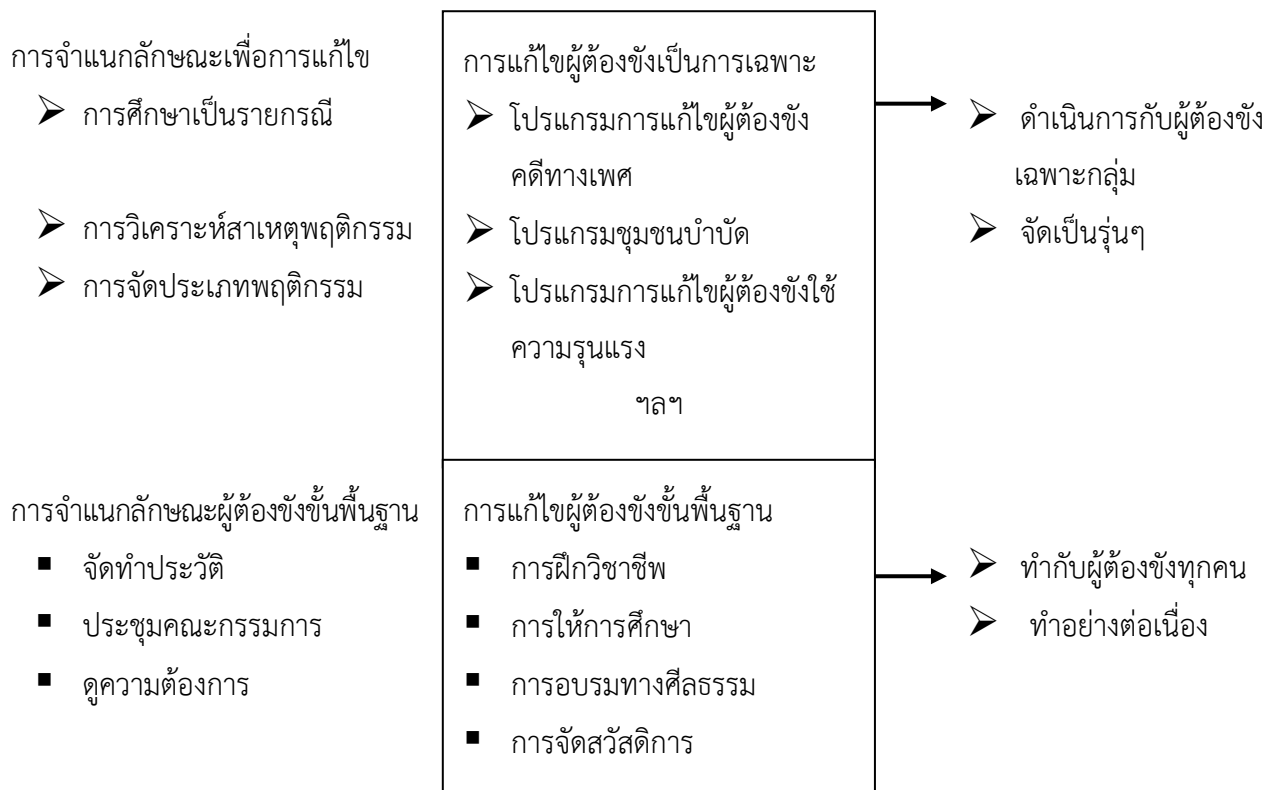 การจำแนกลักษณะเพื่อการแก้ไข
➢ การศึกษาเป็นรายกรณี
➢ การวิเคราะห์สาเหตุพฤติกรรม
➢ การจัดประเภทพฤติกรรม
การแก้ไขผู้ต้องขังเป็นการเฉพาะ
➢ โปรแกรมการแก้ไขผู้ต้องขัง
คดีทางเพศ
➢ โปรแกรมชุมชนบำบัด
➢ โปรแกรมการแก้ไขผู้ต้องขังใช้
ความรุนแรง
ฯลฯ
➢ ดำเนินการกับผู้ต้องขัง
เฉพาะกลุ่ม
➢ จัดเป็นรุ่นๆ
การจำแนกลักษณะผู้ต้องขังขั้นพื้นฐาน
▪ จัดทำประวัติ
▪ ประชุมคณะกรรมการ
▪ ดูความต้องการ
การแก้ไขผู้ต้องขังขั้นพื้นฐาน
▪ การฝึกวิชาชีพ
▪ การให้การศึกษา
▪ การอบรมทางศีลธรรม
▪ การจัดสวัสดิการ
➢ ทำกับผู้ต้องขังทุกคน
➢ ทำอย่างต่อเนื่อง